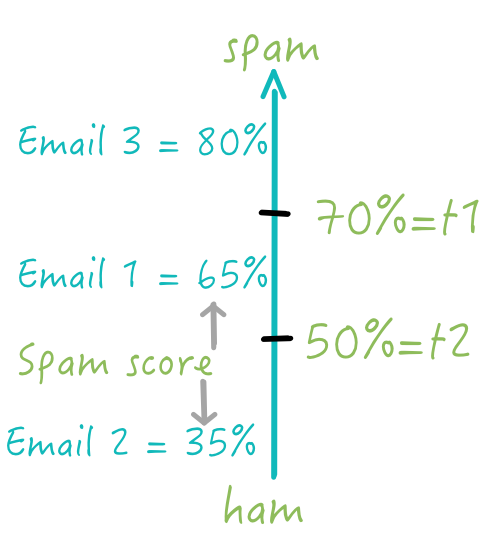 spam
Email 3 = 80%
70%=t1
Email 1 = 65%
50%=t2
Spam score
Email 2 = 35%
ham